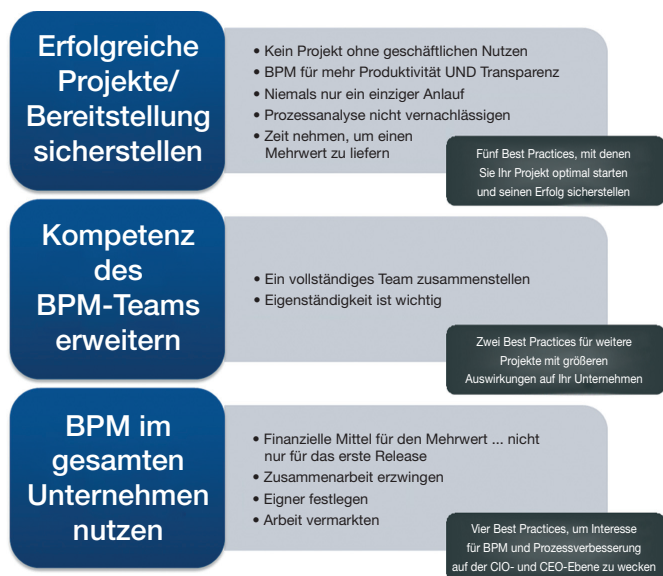 Erfolgreiche
Projekte/
Bereitstellung
sicherstellen
• Kein Projekt ohne geschäftlichen Nutzen
• BPM für mehr Produktivität UND Transparenz
• Niemals nur ein einziger Anlauf
• Prozessanalyse nicht vernachlässigen
• Zeit nehmen, um einen
Mehrwert zu liefern
Fünf Best Practices, mit denen
Sie Ihr Projekt optimal starten
und seinen Erfolg sicherstellen
Kompetenz
des
BPM-Teams
erweitern
• Ein vollständiges Team zusammenstellen
• Eigenständigkeit ist wichtig
Zwei Best Practices für weitere
Projekte mit größeren
Auswirkungen auf Ihr Unternehmen
BPM im
gesamten
Unternehmen
nutzen
• Finanzielle Mittel für den Mehrwert ... nicht
nur für das erste Release
• Zusammenarbeit erzwingen
• Eigner festlegen
• Arbeit vermarkten
Vier Best Practices, um Interesse
für BPM und Prozessverbesserung
auf der CIO- und CEO-Ebene zu wecken